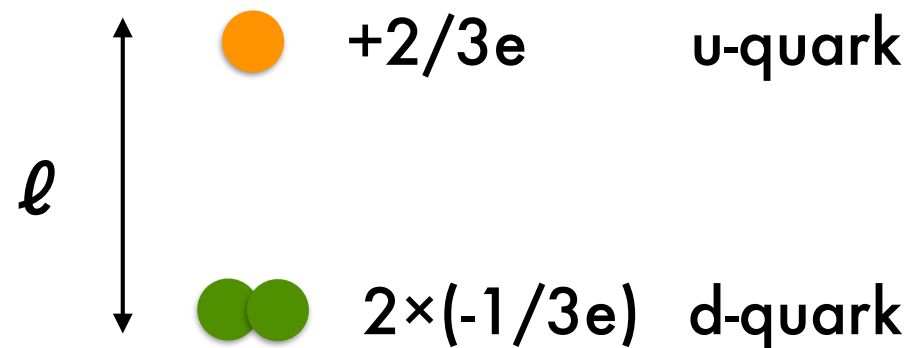 +2/3e u-quark
ℓ
2×(-1/3e) d-quark